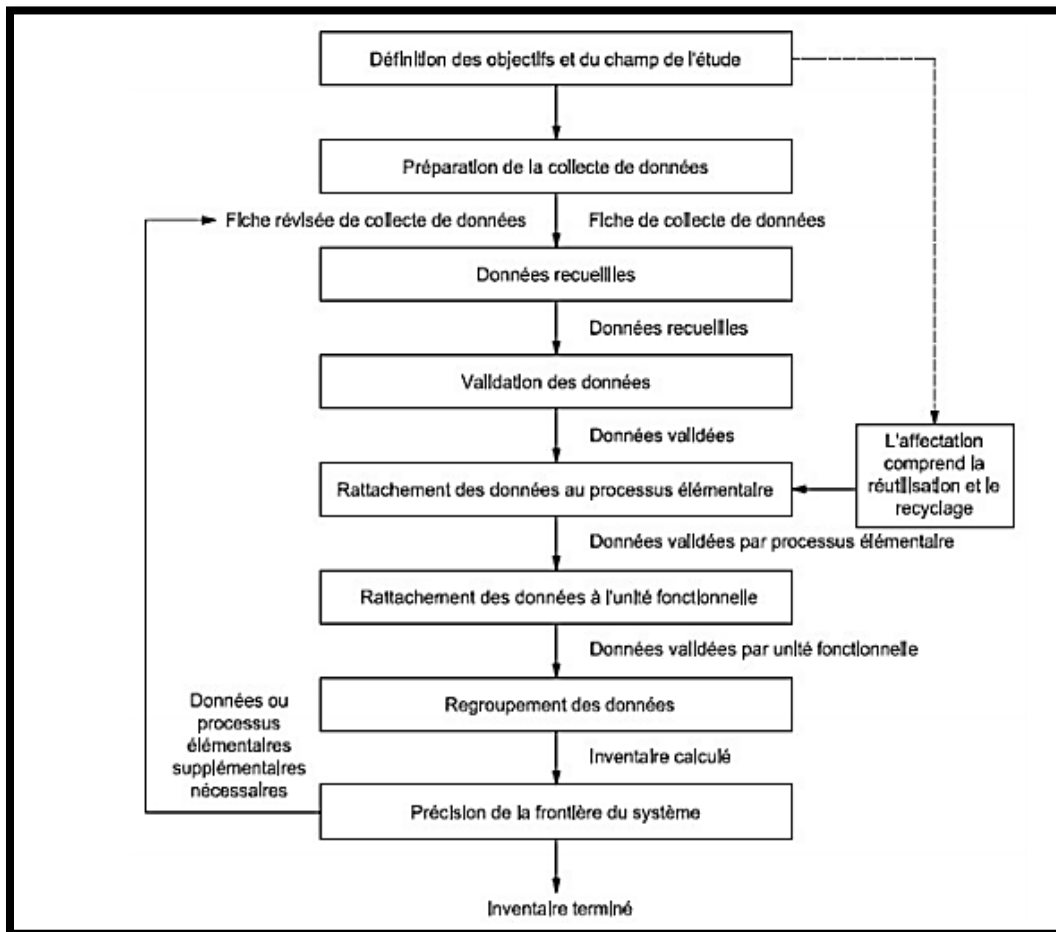 Définition des objectifs et du champ de l'étude
Préparation de la collecte de données
Fiche révisée de collecte de données
Fiche de collecte de données
Données recueillies
Données recueillies
Validation des données
Données validées
L'affectation
comprend la
réutilisation et le
recyclage
Rattachement des données au processus élémentaire
Données validées par processus élémentaire
Rattachement des données à l'unité fonctionnelle
Données validées par unité fonctionnelle
Regroupement des données
Données ou
processus
élémentaires
supplémentaires
nécessaires
Inventaire calculé
Précision de la frontière du système
Inventaire terminé